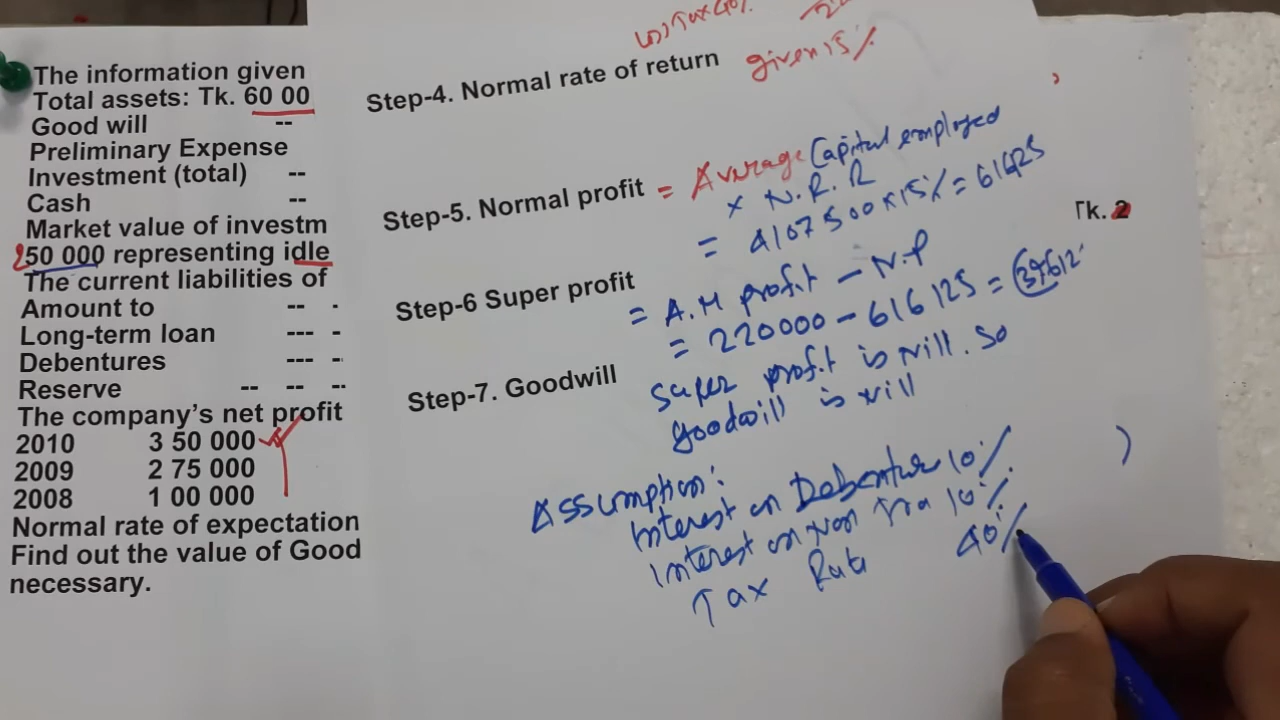 The information given
Total assets: Tk. 60 00
Good will --
Preliminary Expense
Investment (total) --
Cash --
Market value of investm
250 000 representing idle
The current liabilities of
Amount to -- -
Long-term loan --- -
Debentures --- --
Reserve -- -- --
The company's net profit
2010 3 50 000
2009 2 75 000
2008 1 00 000
Normal rate of expectation
Find out the value of Good
necessary.
Tax 40%
Step-4. Normal rate of return given 15%
Step-5. Normal profit = Average Capital employed
× N.R.R
= 4107500×15% = 616125
Tk. 2
Step-6 Super profit
= A.M profit - N.P
= 220000 - 616125 =
Step-7. Goodwill
Super profit is nill. So
goodwill is nill
Assumption:
Interest on Debenture 10%
Interest on Non Tra 10%
Tax Rate 40%